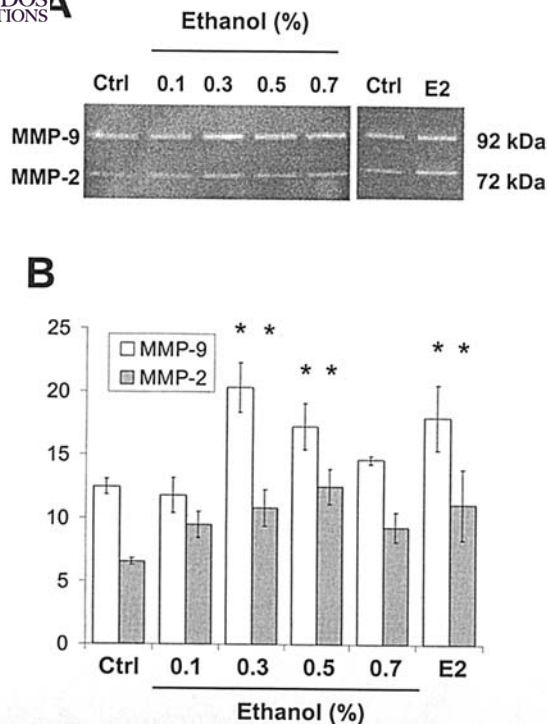 A
Ethanol (%)
Ctrl 0.1 0.3 0.5 0.7 Ctrl E2
MMP-9 92 kDa
MMP-2 72 kDa
B
25
* *
* *
* *
MMP-9
MMP-2
20
15
10
5
0
Ctrl 0.1 0.3 0.5 0.7 E2
Ethanol (%)